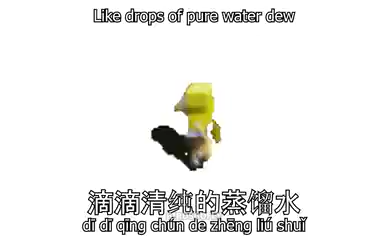 Like drops of pure water dew
滴滴清纯的蒸馏水
dī dī qīng chún de zhēng liú shuǐ